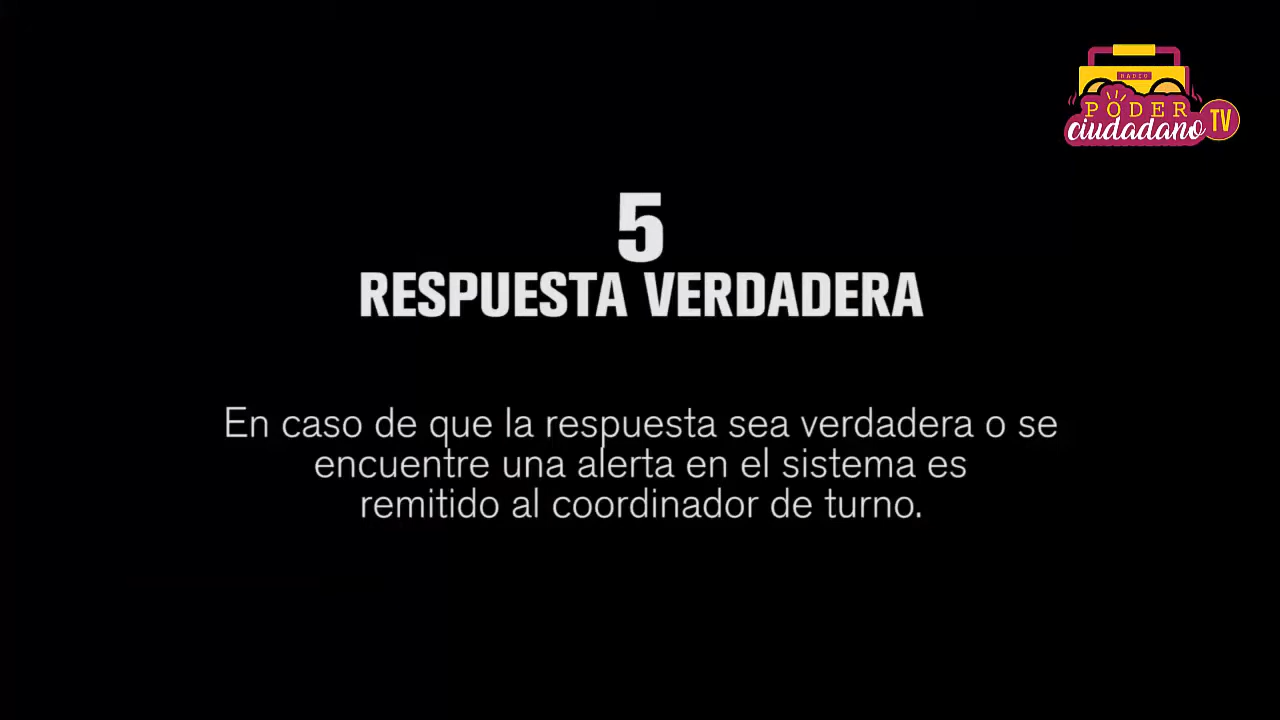 RADIO
PODER
ciudadano TV
5
RESPUESTA VERDADERA
En caso de que la respuesta sea verdadera o se
encuentre una alerta en el sistema es
remitido al coordinador de turno.